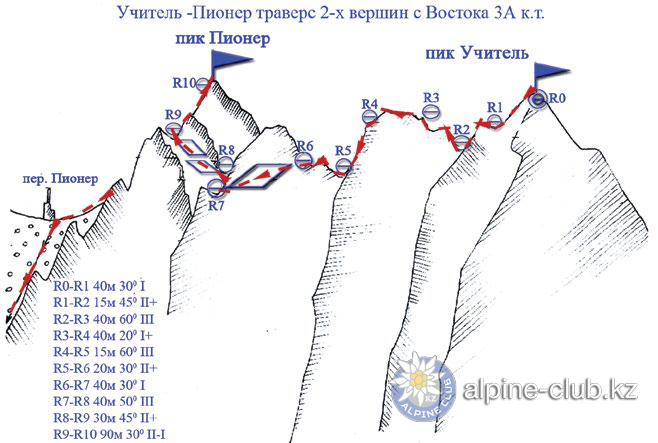 Учитель -Пионер траверс 2-х вершин с Востока 3А к.т.
пик Пионер
пик Учитель
R10
R9
R8
R7
R6
R5
R4
R3
R2
R1
R0
пер. Пионер
R0-R1 40м 30⁰ I
R1-R2 15м 45⁰ II+
R2-R3 40м 60⁰ III
R3-R4 40м 20⁰ I+
R4-R5 15м 60⁰ III
R5-R6 20м 30⁰ II+
R6-R7 40м 30⁰ I
R7-R8 40м 50⁰ III
R8-R9 30м 45⁰ II+
R9-R10 90м 30⁰ II-I
KZ
ALPINE CLUB
alpine-club.kz